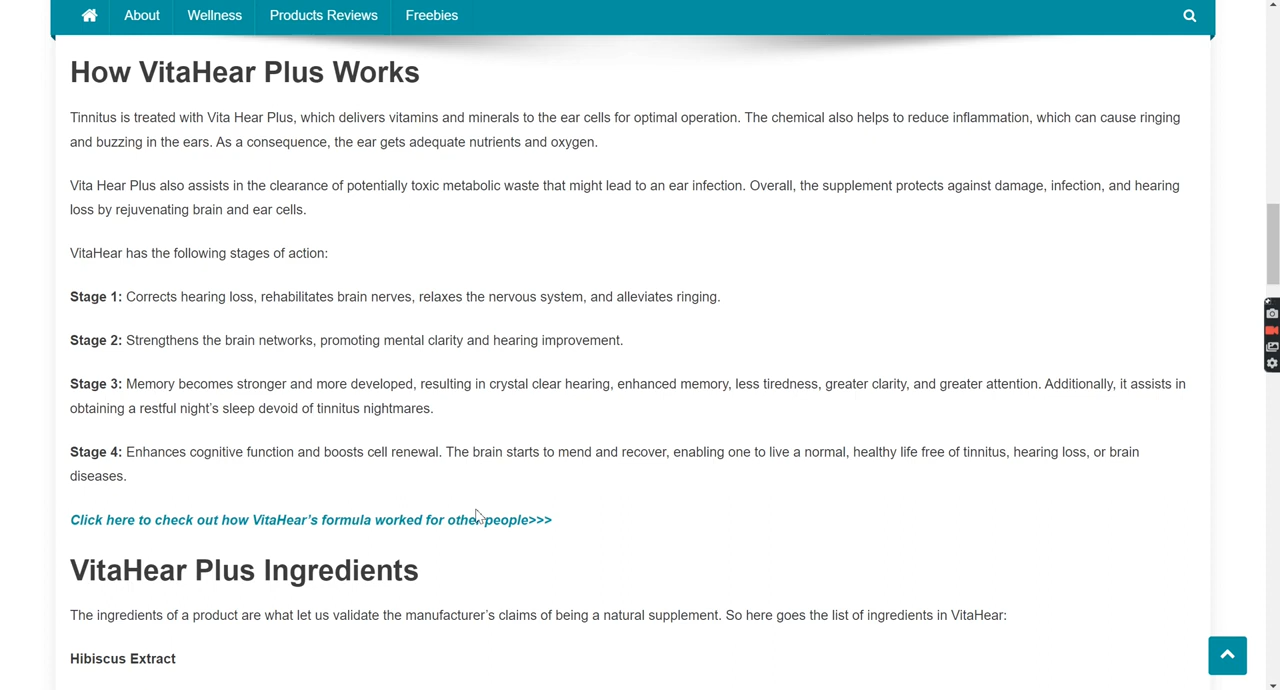 About Wellness Products Reviews Freebies
How VitaHear Plus Works
Tinnitus is treated with Vita Hear Plus, which delivers vitamins and minerals to the ear cells for optimal operation. The chemical also helps to reduce inflammation, which can cause ringing
and buzzing in the ears. As a consequence, the ear gets adequate nutrients and oxygen.
Vita Hear Plus also assists in the clearance of potentially toxic metabolic waste that might lead to an ear infection. Overall, the supplement protects against damage, infection, and hearing
loss by rejuvenating brain and ear cells.
VitaHear has the following stages of action:
Stage 1: Corrects hearing loss, rehabilitates brain nerves, relaxes the nervous system, and alleviates ringing.
Stage 2: Strengthens the brain networks, promoting mental clarity and hearing improvement.
Stage 3: Memory becomes stronger and more developed, resulting in crystal clear hearing, enhanced memory, less tiredness, greater clarity, and greater attention. Additionally, it assists in
obtaining a restful night’s sleep devoid of tinnitus nightmares.
Stage 4: Enhances cognitive function and boosts cell renewal. The brain starts to mend and recover, enabling one to live a normal, healthy life free of tinnitus, hearing loss, or brain
diseases.
Click here to check out how VitaHear’s formula worked for other people>>>
VitaHear Plus Ingredients
The ingredients of a product are what let us validate the manufacturer’s claims of being a natural supplement. So here goes the list of ingredients in VitaHear:
Hibiscus Extract